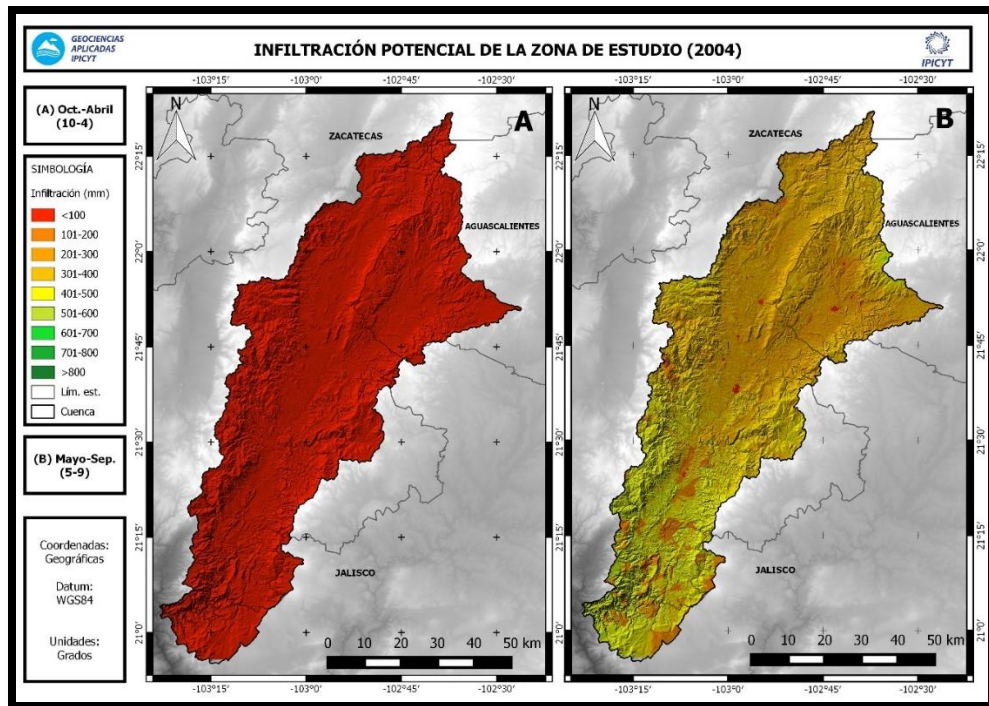 GEOCIENCIAS
APLICADAS
IPICYT
INFILTRACIÓN POTENCIAL DE LA ZONA DE ESTUDIO (2004)
IPICYT
(A) Oct.-Abril
(10-4)
SIMBOLOGÍA
Infiltración (mm)
<100
101-200
201-300
301-400
401-500
501-600
601-700
701-800
>800
Lím. est.
Cuenca
(B) Mayo-Sep.
(5-9)
Coordenadas:
Geográficas
Datum:
WGS84
Unidades:
Grados
-103°15' -103°0' -102°45' -102°30'
N
A
ZACATECAS
AGUASCALIENTES
JALISCO
22°15'
22°0'
21°45'
21°30'
21°15'
21°0'
0 10 20 30 40 50 km
-103°15' -103°0' -102°45' -102°30'
-103°15' -103°0' -102°45' -102°30'
N
B
ZACATECAS
AGUASCALIENTES
JALISCO
22°15'
22°0'
21°45'
21°30'
21°15'
21°0'
0 10 20 30 40 50 km
-103°15' -103°0' -102°45' -102°30'